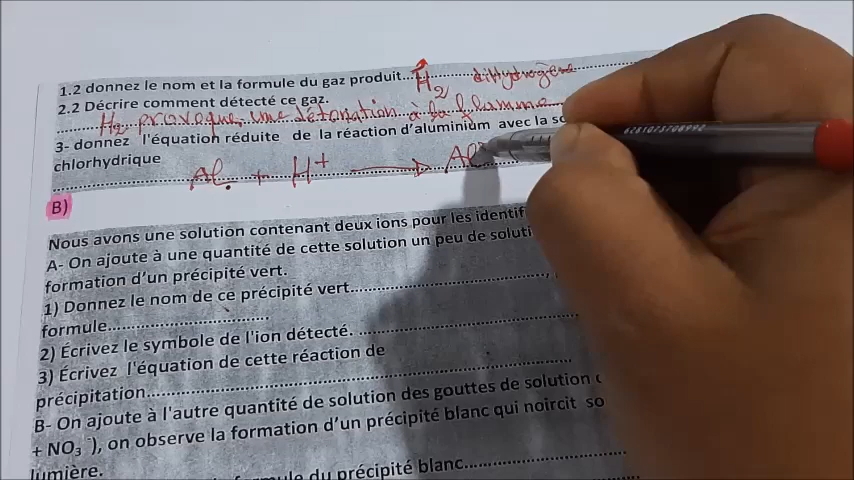 1.2 donnez le nom et la formule du gaz produit...H2......dihydrogène......
2.2 Décrire comment détecté ce gaz.
H2 provoque une détonation à la flamme
3- donnez l'équation réduite de la réaction d'aluminium avec la so
chlorhydrique
Al + H+ → Al
B)
Nous avons une solution contenant deux ions pour les identif
A- On ajoute à une quantité de cette solution un peu de soluti
formation d'un précipité vert.
1) Donnez le nom de ce précipité vert..............................,
formule..............................
2) Écrivez le symbole de l'ion détecté. ..............................
3) Écrivez l'équation de cette réaction de
précipitation............................................................
B- On ajoute à l'autre quantité de solution des gouttes de solution
+ NO3-), on observe la formation d'un précipité blanc qui noircit so
lumière.
formule du précipité blanc..............................
6281073708992